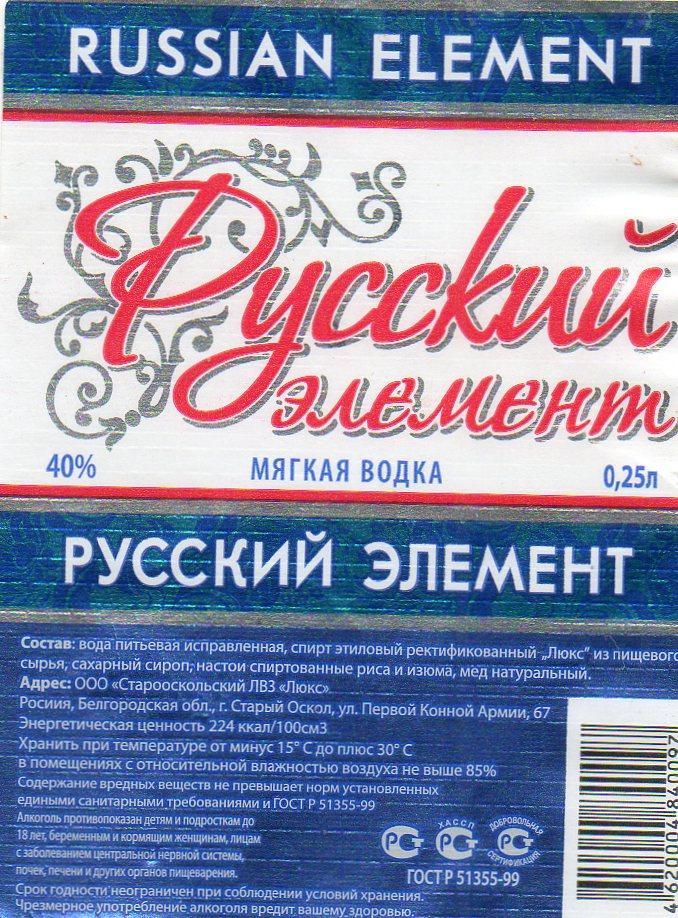 RUSSIAN ELEMENT
Русский
элемент
40% МЯГКАЯ ВОДКА 0,25л
РУССКИЙ ЭЛЕМЕНТ
Состав: вода питьевая исправленная, спирт этиловый ректификованный „Люкс" из пищевого
сырья, сахарный сироп, настои спиртованные риса и изюма, мед натуральный.
Адрес: ООО «Старооскольский ЛВЗ «Люкс»
Росиия, Белгородская обл., г. Старый Оскол, ул. Первой Конной Армии, 67
Энергетическая ценность 224 ккал/100см3
Хранить при температуре от минус 15° С до плюс 30° С
в помещениях с относительной влажностью воздуха не выше 85%
Содержание вредных веществ не превышает норм установленных
едиными санитарными требованиями и ГОСТ Р 51355-99
Алкоголь противопоказан детям и подросткам до
18 лет, беременным и кормящим женщинам, лицам
с заболеванием центральной нервной системы,
почек, печени и других органов пищеварения.
Срок годности неограничен при соблюдении условий хранения.
Чрезмерное употребление алкоголя вредит вашему здоровью.
ХАССП
ДОБРОВОЛЬНАЯ
СЕРТИФИКАЦИЯ
ГОСТ Р 51355-99
4 620004 840097